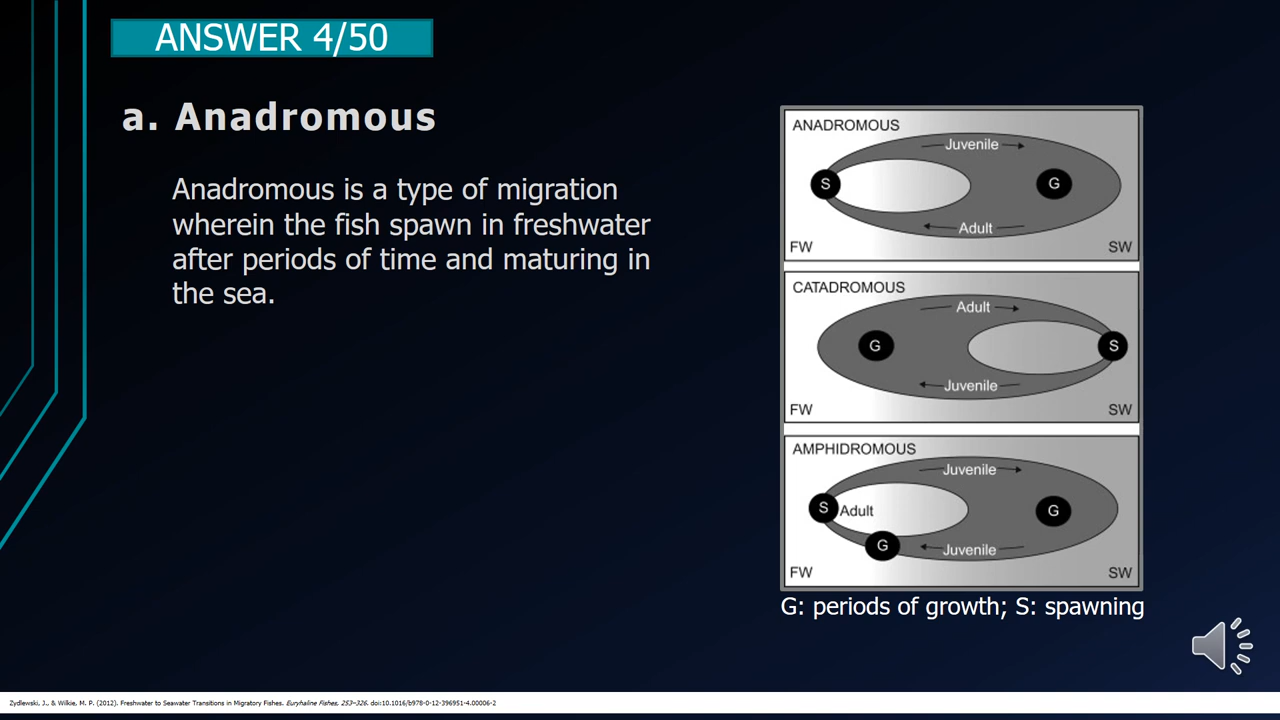 ANSWER 4/50
a. Anadromous
Anadromous is a type of migration
wherein the fish spawn in freshwater
after periods of time and maturing in
the sea.
ANADROMOUS
Juvenile
S
G
Adult
FW
SW
CATADROMOUS
Adult
G
S
Juvenile
FW
SW
AMPHIDROMOUS
Juvenile
S
Adult
G
G
Juvenile
FW
SW
G: periods of growth; S: spawning
Zydlewski, J., & Wilkie, M. P. (2012). Freshwater to Seawater Transitions in Migratory Fishes. Euryhaline Fishes, 253–326. doi:10.1016/b978-0-12-396951-4.00006-2